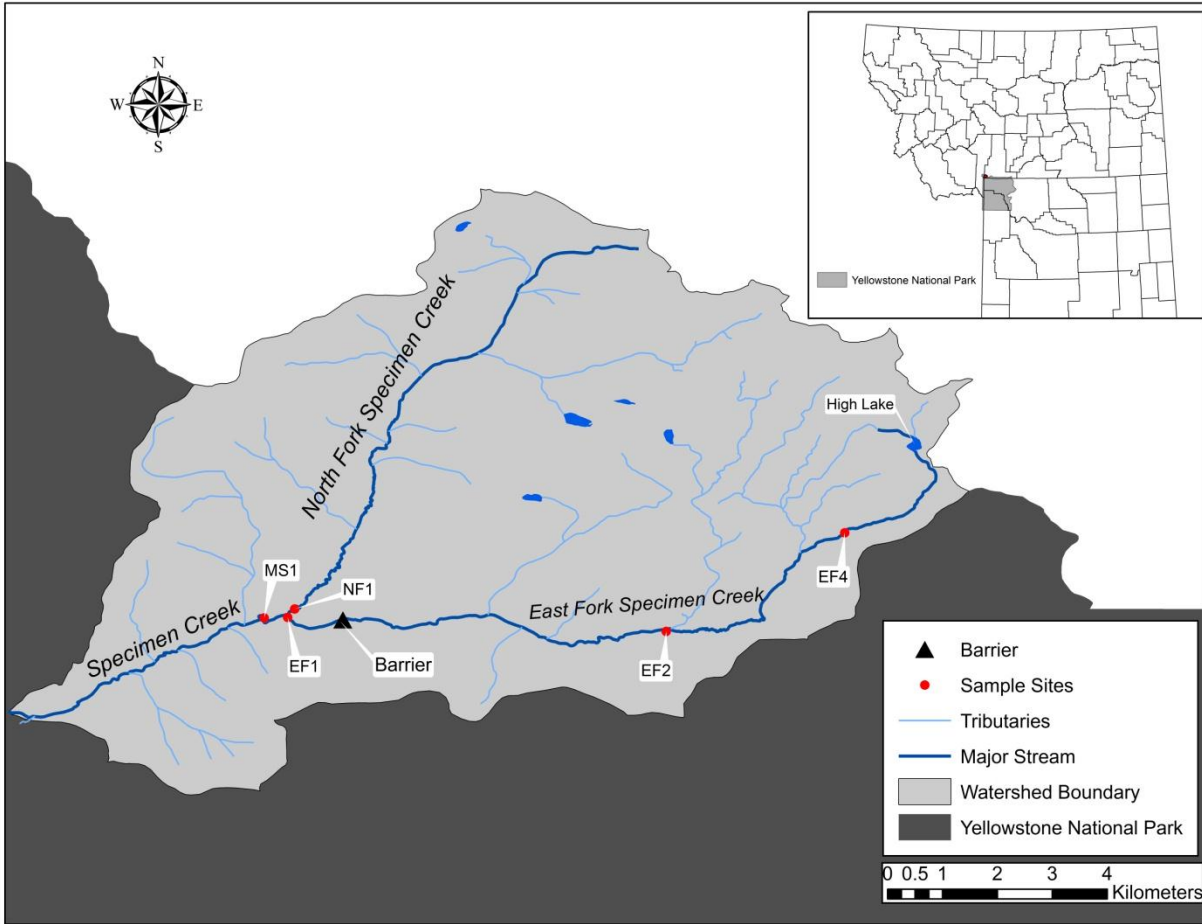 N
W E
S
Yellowstone National Park
North Fork Specimen Creek
High Lake
MS1
NF1
EF4
Specimen Creek
East Fork Specimen Creek
EF1
Barrier
EF2
Barrier
Sample Sites
Tributaries
Major Stream
Watershed Boundary
Yellowstone National Park
0 0.5 1 2 3 4
Kilometers